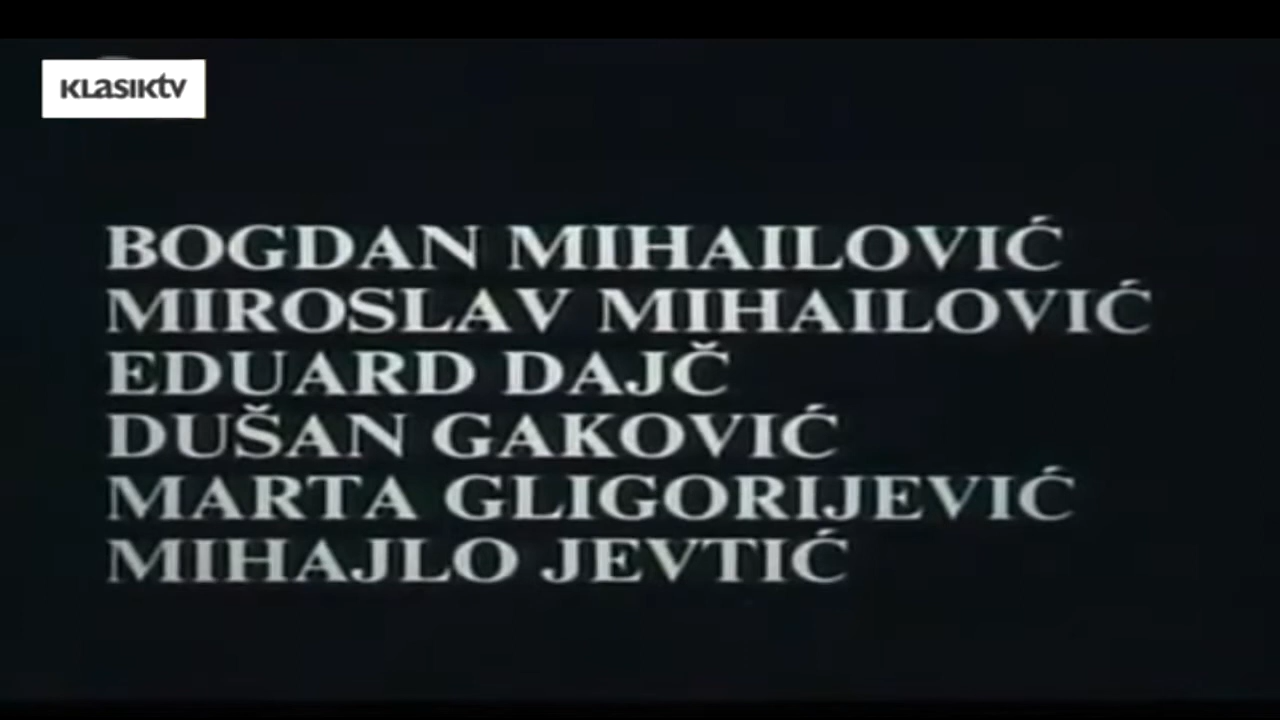 KLASIKTV
BOGDAN MIHAILOVIĆ
MIROSLAV MIHAILOVIĆ
EDUARD DAJČ
DUŠAN GAKOVIĆ
MARTA GLIGORIJEVIĆ
MIHAJLO JEVTIĆ